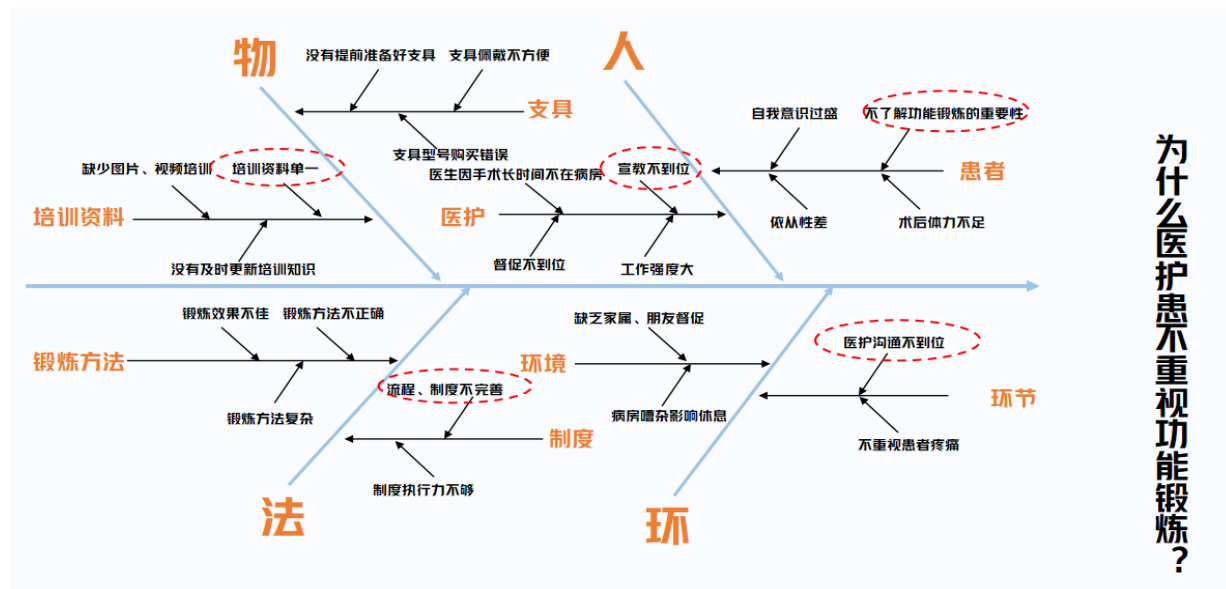 物
人
没有提前准备好支具
支具佩戴不方便
支具
支具型号购买错误
自我意识过盛
不了解功能锻炼的重要性
患者
依从性差
术后体力不足
缺少图片、视频培训
培训资料单一
培训资料
没有及时更新培训知识
医生因手术长时间不在病房
宣教不到位
医护
督促不到位
工作强度大
锻炼效果不佳
锻炼方法不正确
锻炼方法
锻炼方法复杂
流程、制度不完善
制度
制度执行力不够
缺乏家属、朋友督促
环境
病房嘈杂影响休息
医护沟通不到位
环节
不重视患者疼痛
法
环
为什么医护患不重视功能锻炼？